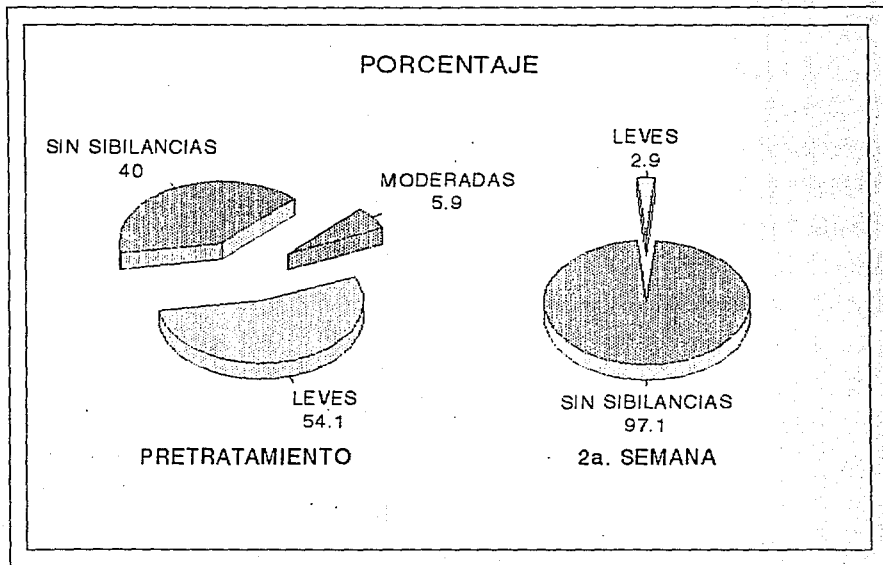 PORCENTAJE
SIN SIBILANCIAS
40
MODERADAS
5.9
LEVES
54.1
PRETRATAMIENTO
LEVES
2.9
SIN SIBILANCIAS
97.1
2a. SEMANA